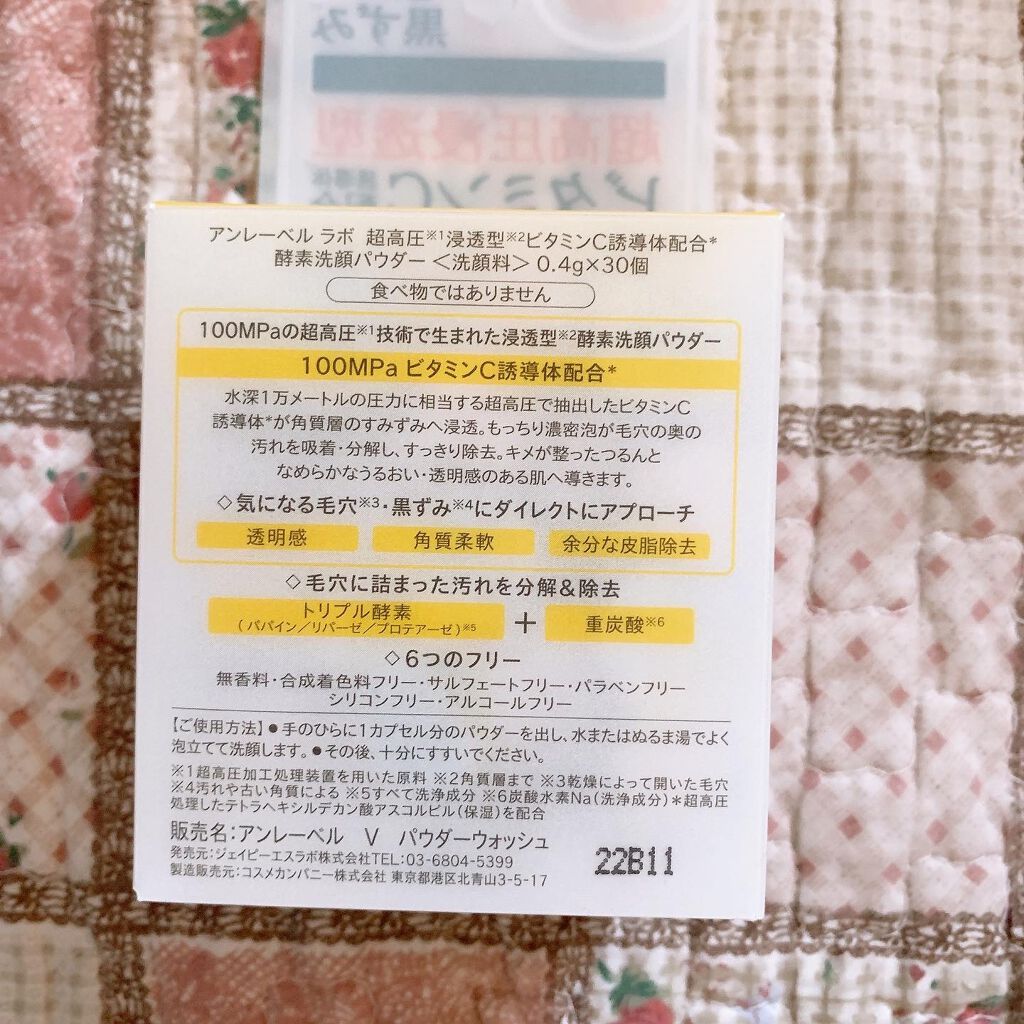 黒ずみ
超高圧浸透型
ビタミンC
アンレーベル ラボ 超高圧※1浸透型※2ビタミンC誘導体配合*
酵素洗顔パウダー <洗顔料> 0.4g×30個
食べ物ではありません
100MPaの超高圧※1技術で生まれた浸透型※2酵素洗顔パウダー
100MPa ビタミンC誘導体配合*
水深1万メートルの圧力に相当する超高圧で抽出したビタミンC
誘導体*が角質層のすみずみへ浸透。もっちり濃密泡が毛穴の奥の
汚れを吸着・分解し、すっきり除去。キメが整ったつるんと
なめらかなうるおい・透明感のある肌へ導きます。
◇気になる毛穴※3・黒ずみ※4にダイレクトにアプローチ
透明感 角質柔軟 余分な皮脂除去
◇毛穴に詰まった汚れを分解&除去
トリプル酵素
(パパイン/リパーゼ/プロテアーゼ)※5 + 重炭酸※6
◇6つのフリー
無香料・合成着色料フリー・サルフェートフリー・パラベンフリー
シリコンフリー・アルコールフリー
【ご使用方法】●手のひらに1カプセル分のパウダーを出し、水またはぬるま湯でよく
泡立てて洗顔します。●その後、十分にすすいでください。
※1超高圧加工処理装置を用いた原料 ※2角質層まで ※3乾燥によって開いた毛穴
※4汚れや古い角質による ※5すべて洗浄成分 ※6炭酸水素Na(洗浄成分)*超高圧
処理したテトラヘキシルデカン酸アスコルビル(保湿)を配合
販売名:アンレーベル V パウダーウォッシュ
発売元:ジェイピーエスラボ株式会社TEL:03-6804-5399
製造販売元:コスメカンパニー株式会社 東京都港区北青山3-5-17
22B11